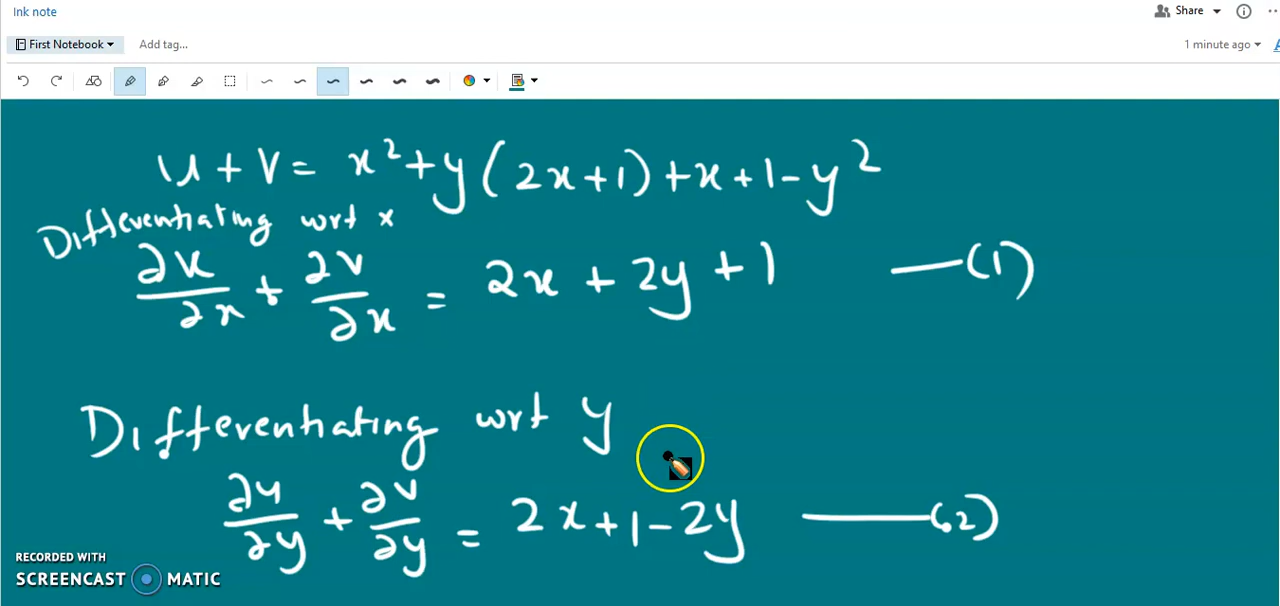 Ink note
Share
First Notebook
Add tag...
1 minute ago
u + v = x² + y(2x+1) + x + 1 - y²
Differentiating wrt x
∂u/∂x + ∂v/∂x = 2x + 2y + 1 —(1)
Differentiating wrt y
∂u/∂y + ∂v/∂y = 2x + 1 - 2y —(2)
RECORDED WITH
SCREENCAST MATIC